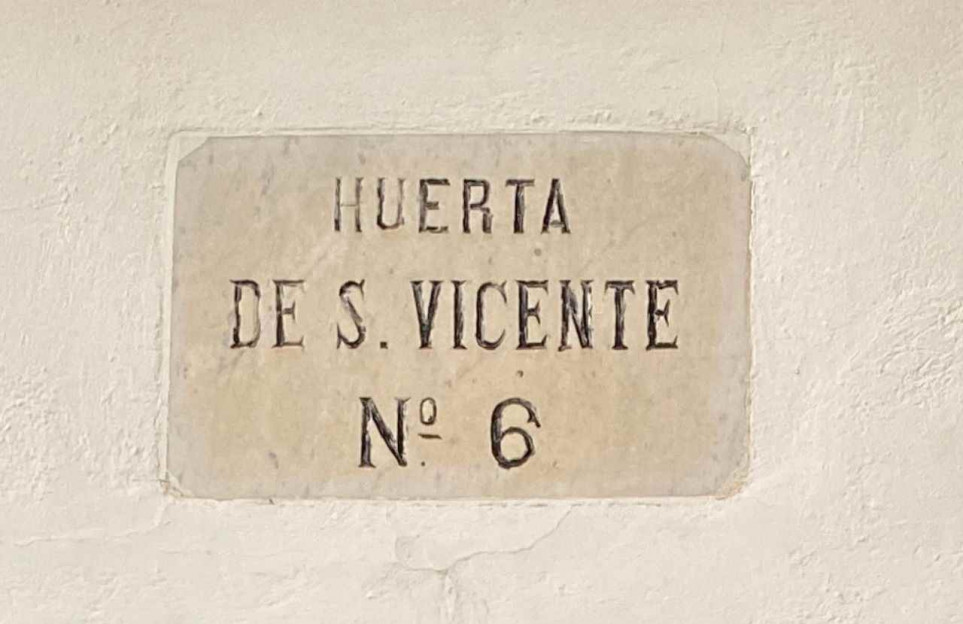 HUERTA
DE S. VICENTE
Nº 6